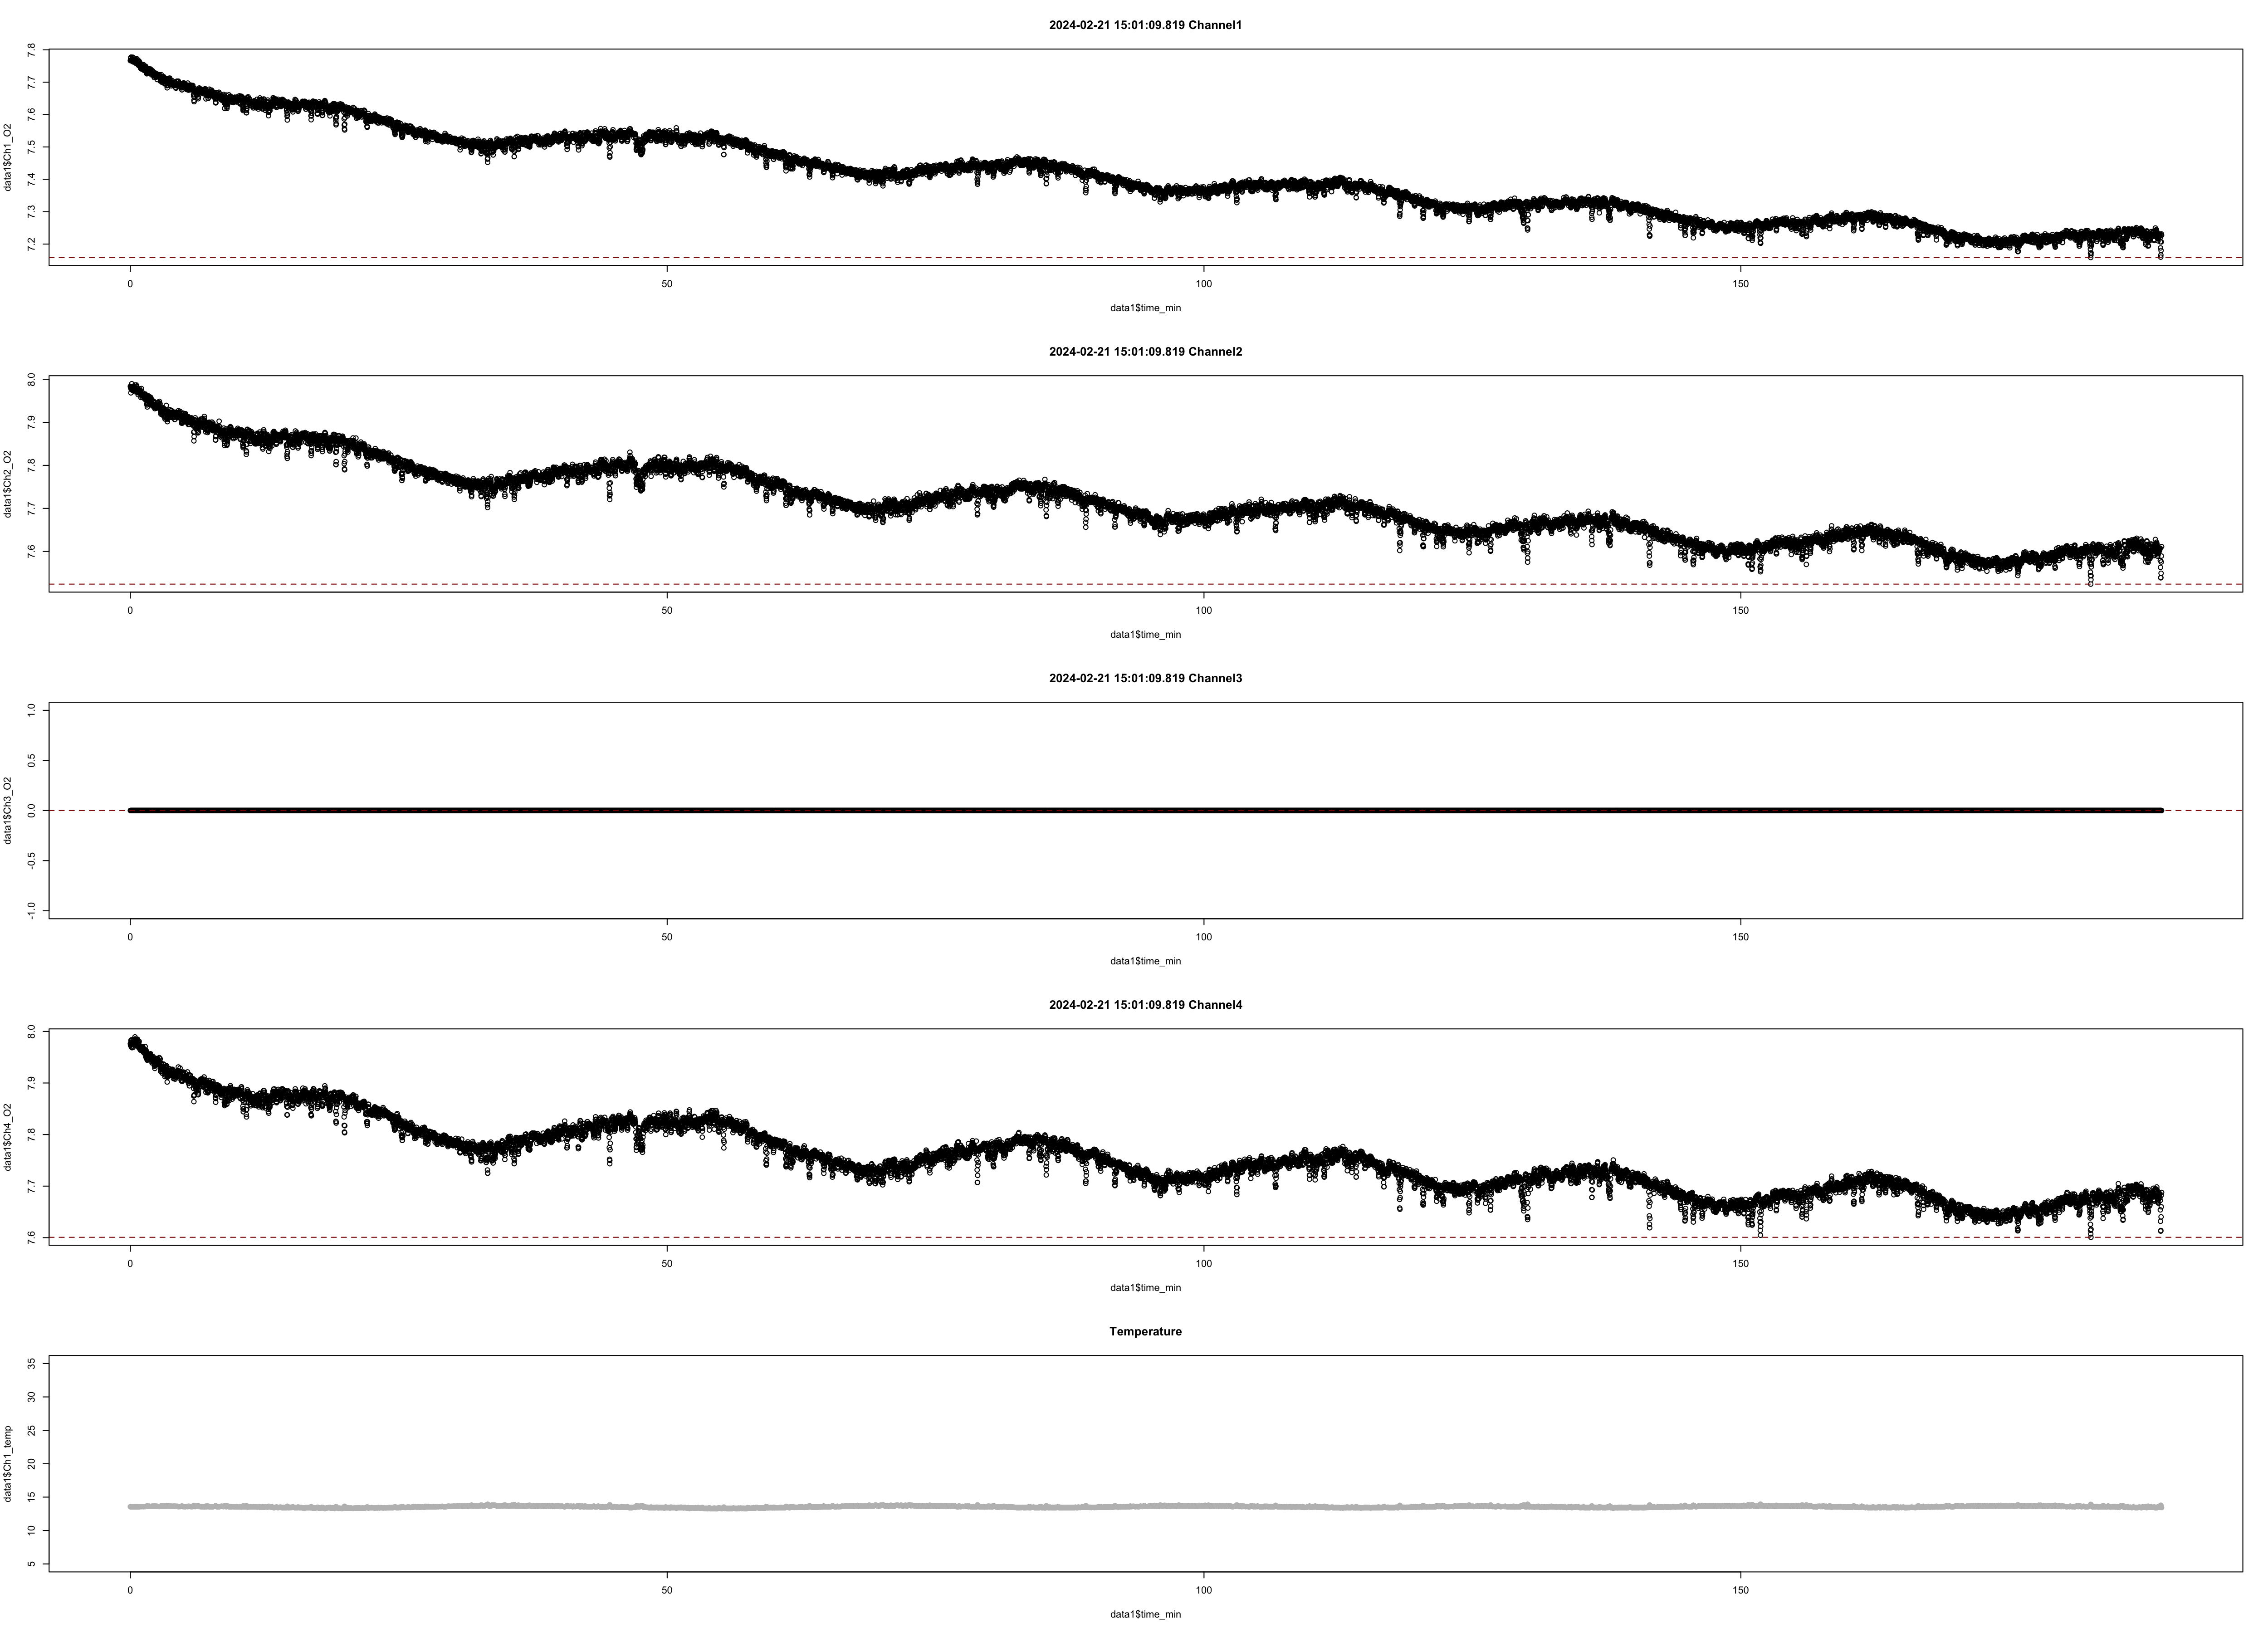 2024-02-21 15:01:09.819 Channel1
data1$Ch1_O2
7.8
7.7
7.6
7.5
7.4
7.3
7.2
0 50 100 150
data1$time_min
2024-02-21 15:01:09.819 Channel2
data1$Ch2_O2
8.0
7.9
7.8
7.7
7.6
0 50 100 150
data1$time_min
2024-02-21 15:01:09.819 Channel3
data1$Ch3_O2
1.0
0.5
0.0
-0.5
-1.0
0 50 100 150
data1$time_min
2024-02-21 15:01:09.819 Channel4
data1$Ch4_O2
8.0
7.9
7.8
7.7
7.6
0 50 100 150
data1$time_min
Temperature
data1$Ch1_temp
35
30
25
20
15
10
5
0 50 100 150
data1$time_min